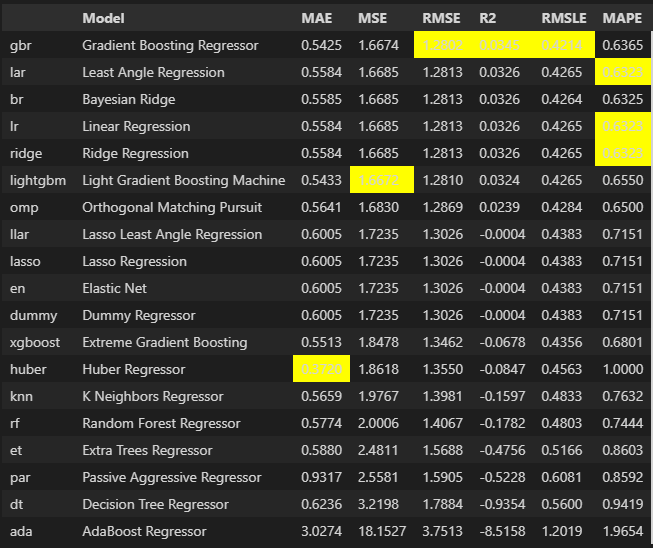 Model MAE MSE RMSE R2 RMSLE MAPE
gbr Gradient Boosting Regressor 0.5425 1.6674 1.2802 0.0345 0.4214 0.6365
lar Least Angle Regression 0.5584 1.6685 1.2813 0.0326 0.4265 0.6323
br Bayesian Ridge 0.5585 1.6685 1.2813 0.0326 0.4264 0.6325
lr Linear Regression 0.5584 1.6685 1.2813 0.0326 0.4265 0.6323
ridge Ridge Regression 0.5584 1.6685 1.2813 0.0326 0.4265 0.6323
lightgbm Light Gradient Boosting Machine 0.5433 1.6672 1.2810 0.0324 0.4265 0.6550
omp Orthogonal Matching Pursuit 0.5641 1.6830 1.2869 0.0239 0.4284 0.6500
llar Lasso Least Angle Regression 0.6005 1.7235 1.3026 -0.0004 0.4383 0.7151
lasso Lasso Regression 0.6005 1.7235 1.3026 -0.0004 0.4383 0.7151
en Elastic Net 0.6005 1.7235 1.3026 -0.0004 0.4383 0.7151
dummy Dummy Regressor 0.6005 1.7235 1.3026 -0.0004 0.4383 0.7151
xgboost Extreme Gradient Boosting 0.5513 1.8478 1.3462 -0.0678 0.4356 0.6801
huber Huber Regressor 0.3720 1.8618 1.3550 -0.0847 0.4563 1.0000
knn K Neighbors Regressor 0.5659 1.9767 1.3981 -0.1597 0.4833 0.7632
rf Random Forest Regressor 0.5774 2.0006 1.4067 -0.1782 0.4803 0.7444
et Extra Trees Regressor 0.5880 2.4811 1.5688 -0.4756 0.5166 0.8603
par Passive Aggressive Regressor 0.9317 2.5581 1.5905 -0.5228 0.6081 0.8592
dt Decision Tree Regressor 0.6236 3.2198 1.7884 -0.9354 0.5600 0.9419
ada AdaBoost Regressor 3.0274 18.1527 3.7513 -8.5158 1.2019 1.9654